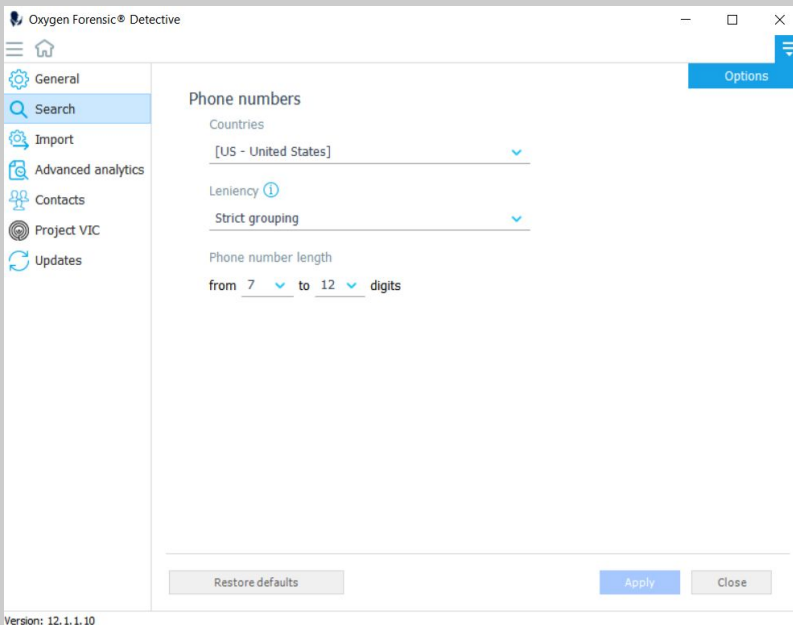 Oxygen Forensic® Detective
Options
General
Search
Import
Advanced analytics
Contacts
Project VIC
Updates
Phone numbers
Countries
[US - United States]
Leniency
Strict grouping
Phone number length
from 7 to 12 digits
Restore defaults Apply Close
Version: 12.1.1.10